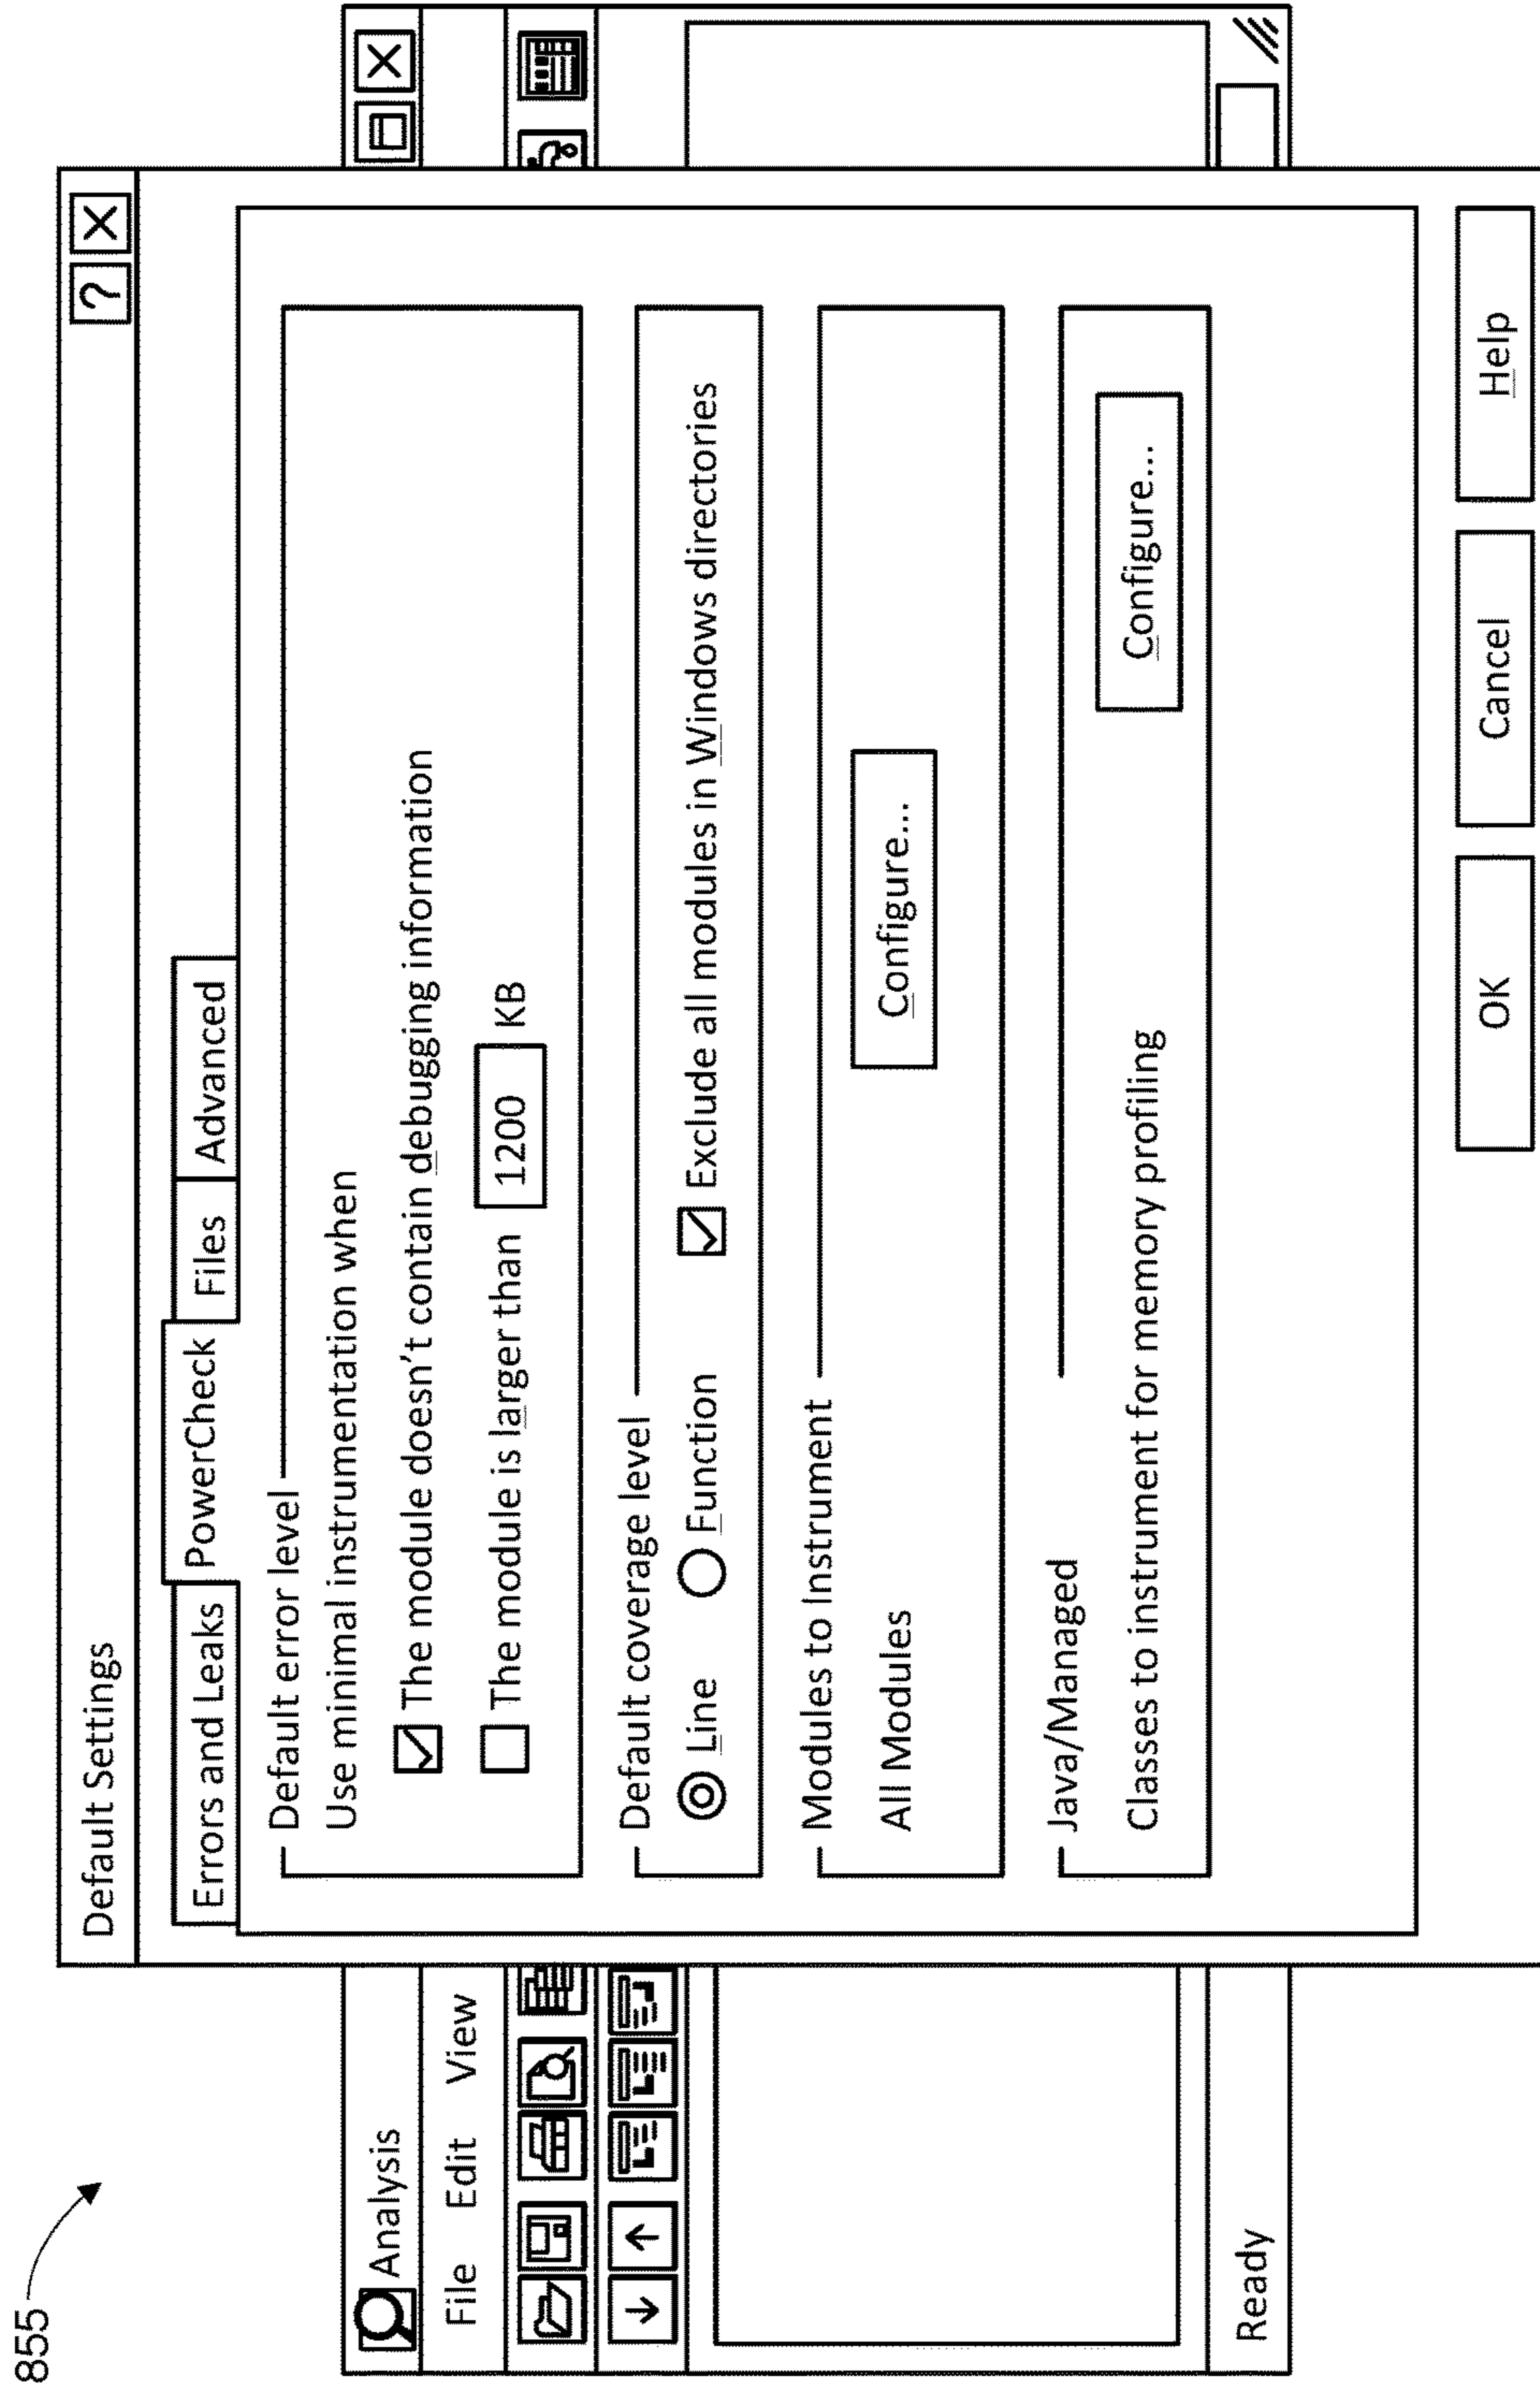 855
Default Settings
?
Errors and Leaks
PowerCheck
Files
Advanced
Default error level
Use minimal instrumentation when
The module doesn't contain debugging information
The module is larger than 1200 KB
Default coverage level
Line Function Exclude all modules in Windows directories
Modules to Instrument
All Modules Configure...
Java/Managed
Classes to instrument for memory profiling Configure...
OK Cancel Help
Analysis
File Edit View
Ready